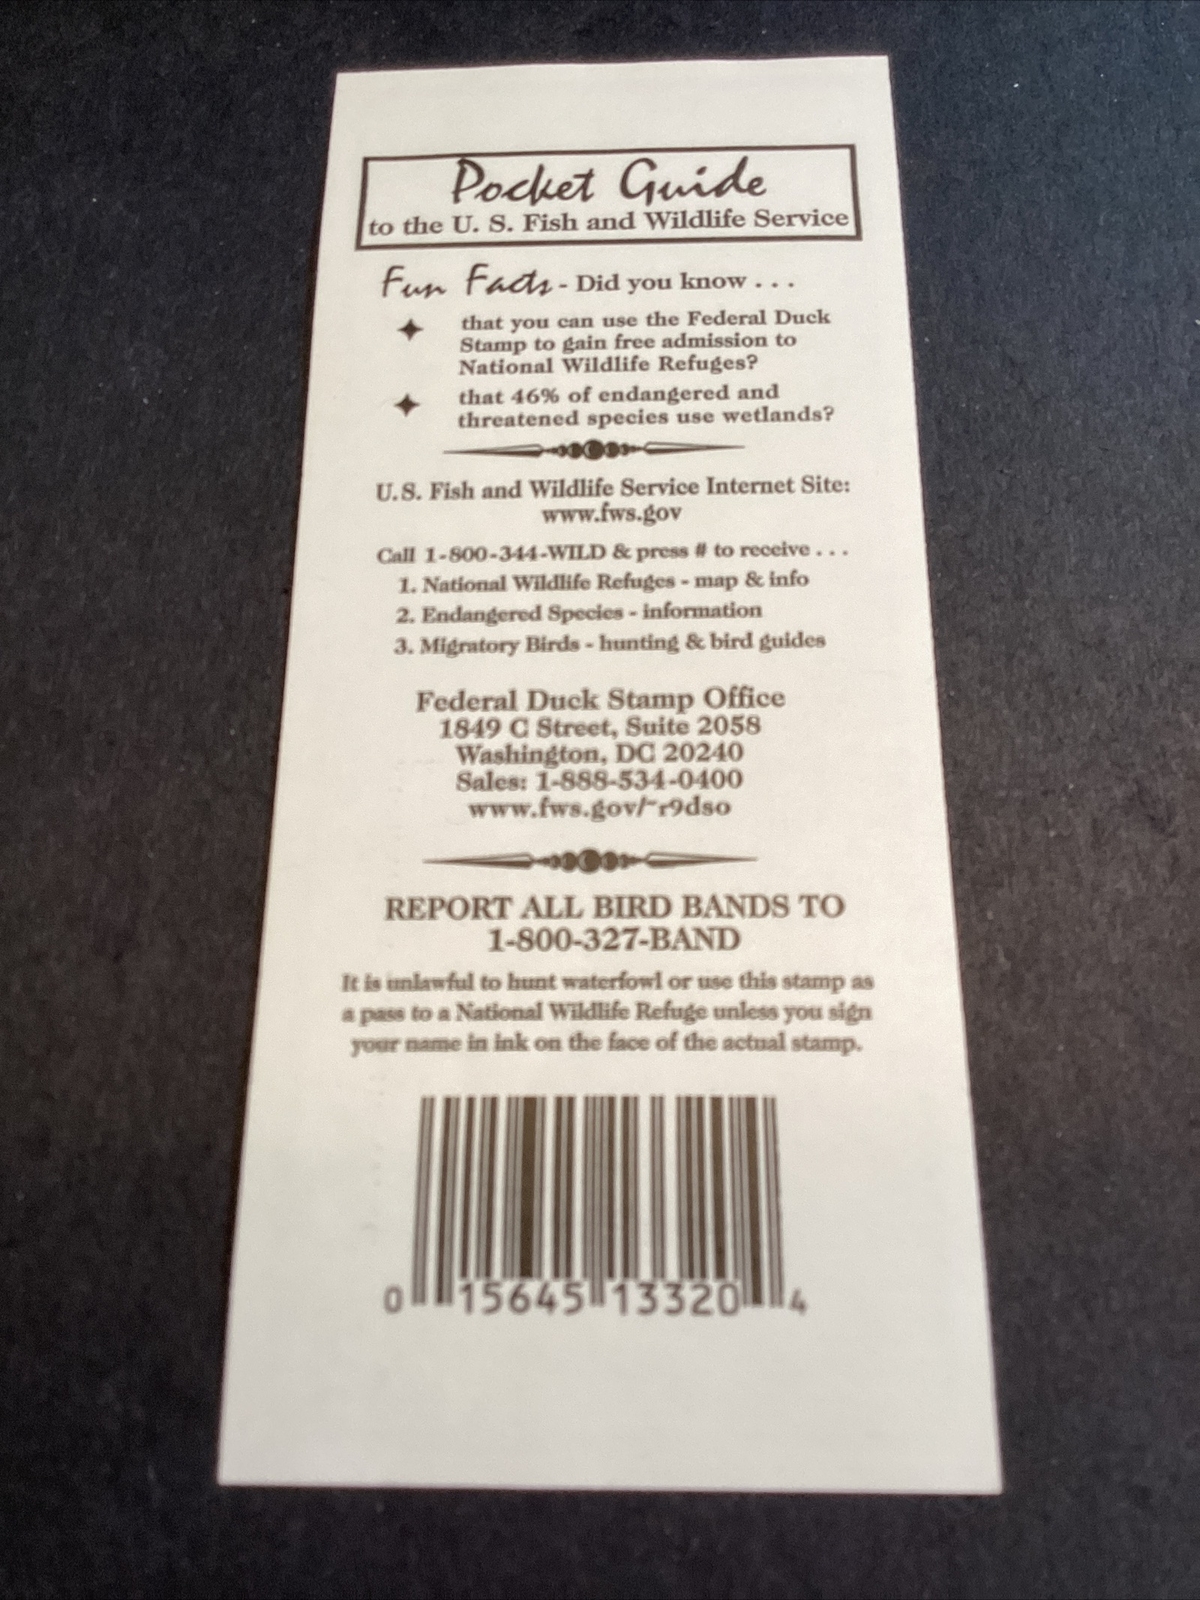 Pocket Guide
to the U. S. Fish and Wildlife Service
Fun Facts - Did you know . . .
that you can use the Federal Duck
Stamp to gain free admission to
National Wildlife Refuges?
that 46% of endangered and
threatened species use wetlands?
U.S. Fish and Wildlife Service Internet Site:
www.fws.gov
Call 1-800-344-WILD & press # to receive . . .
1. National Wildlife Refuges - map & info
2. Endangered Species - information
3. Migratory Birds - hunting & bird guides
Federal Duck Stamp Office
1849 C Street, Suite 2058
Washington, DC 20240
Sales: 1-888-534-0400
www.fws.gov/~r9dso
REPORT ALL BIRD BANDS TO
1-800-327-BAND
It is unlawful to hunt waterfowl or use this stamp as
a pass to a National Wildlife Refuge unless you sign
your name in ink on the face of the actual stamp.
0 15645 13320 4